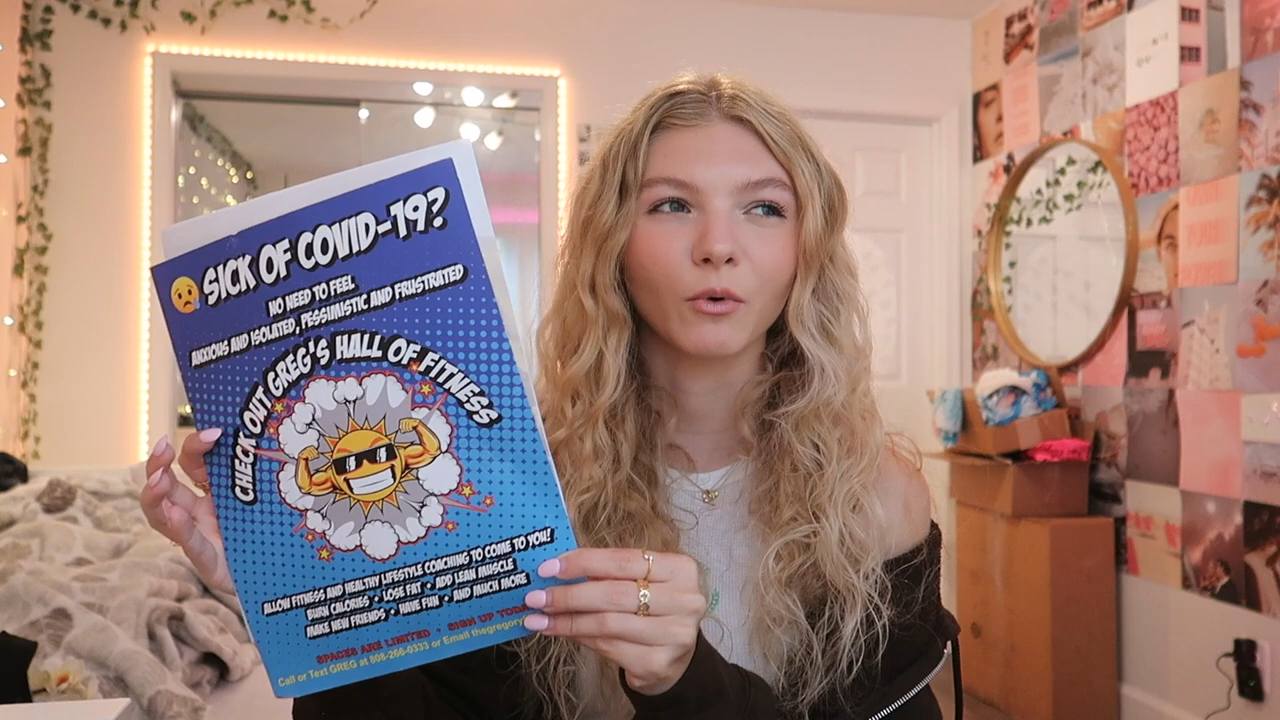 SICK OF COVID-19?
NO NEED TO FEEL
ANXIOUS AND ISOLATED, PESSIMISTIC AND FRUSTRATED
CHECK OUT GREG'S HALL OF FITNESS
ALLOW FITNESS AND HEALTHY LIFESTYLE COACHING TO COME TO YOU!
BURN CALORIES • LOSE FAT • ADD LEAN MUSCLE
MAKE NEW FRIENDS • HAVE FUN • AND MUCH MORE
SPACES ARE LIMITED • SIGN UP TODA
Call or Text GREG at 808-266-0333 or Email thegregory